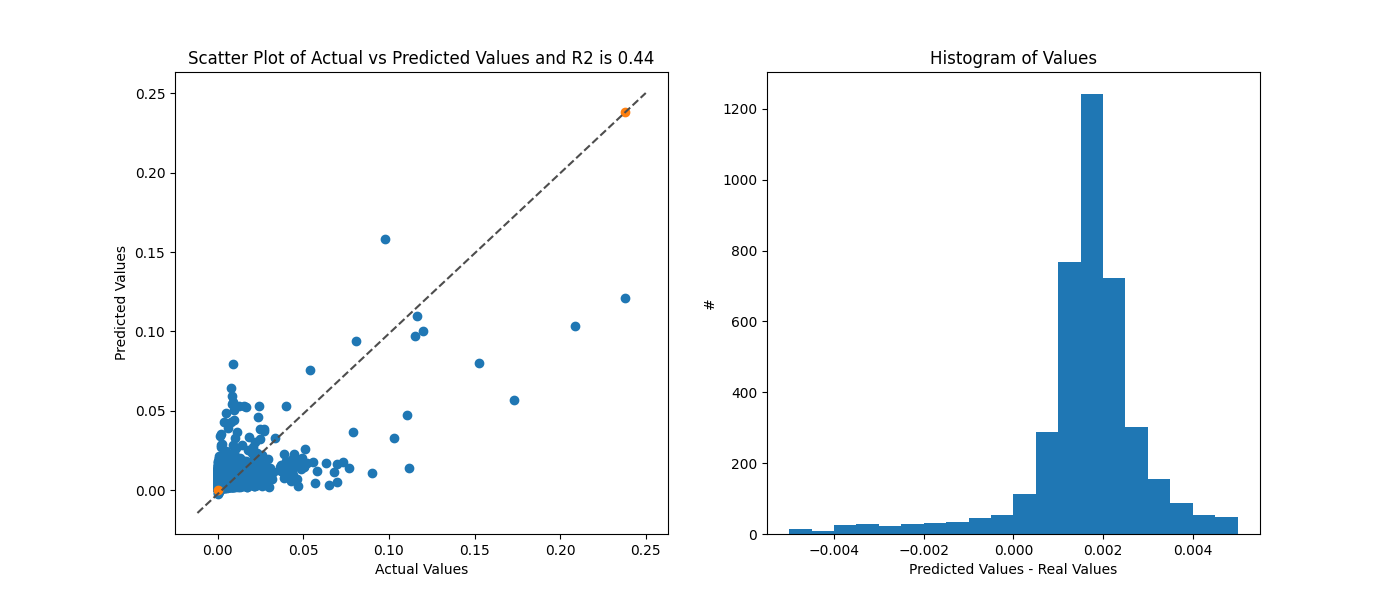 Scatter Plot of Actual vs Predicted Values and R2 is 0.44
0.25
0.20
0.15
0.10
0.05
0.00
Predicted Values
0.00 0.05 0.10 0.15 0.20 0.25
Actual Values
Histogram of Values
1200
1000
800
600
400
200
0
#
−0.004 −0.002 0.000 0.002 0.004
Predicted Values - Real Values